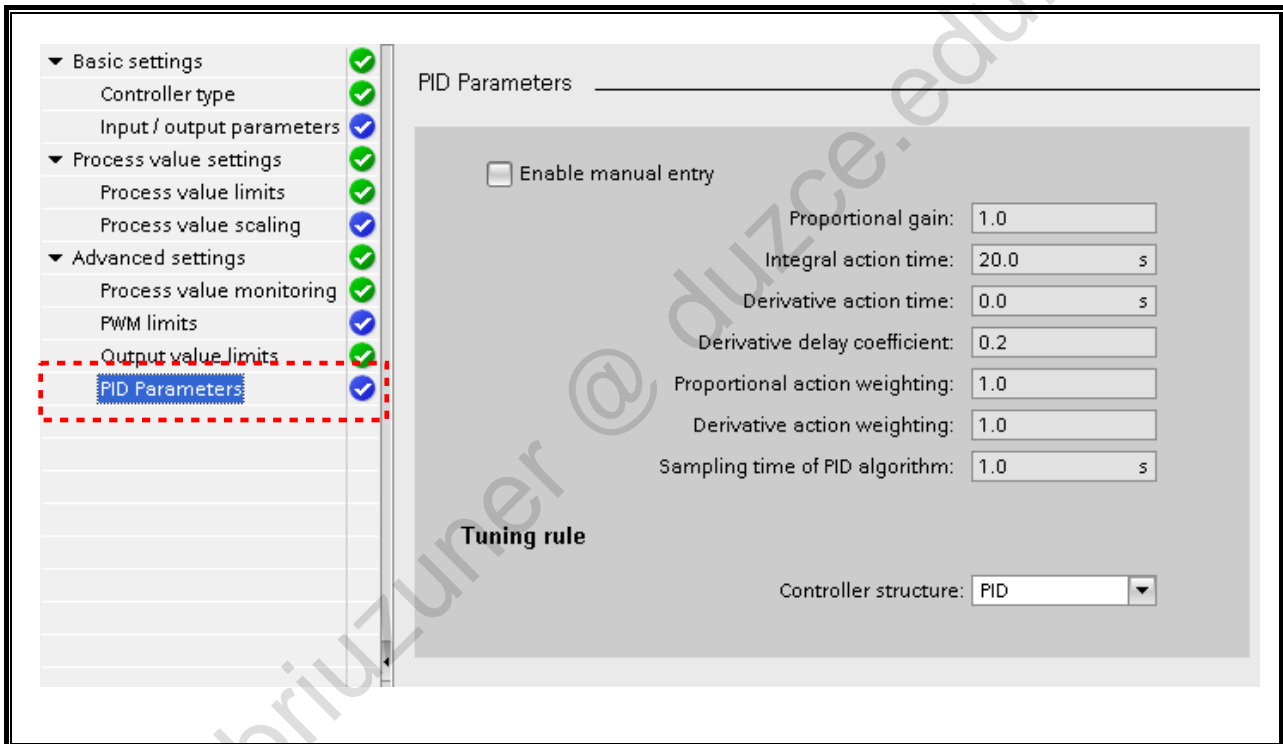 Basic settings
Controller type
Input / output parameters
Process value settings
Process value limits
Process value scaling
Advanced settings
Process value monitoring
PWM limits
Output value limits
PID Parameters
PID Parameters
Enable manual entry
Proportional gain: 1.0
Integral action time: 20.0 s
Derivative action time: 0.0 s
Derivative delay coefficient: 0.2
Proportional action weighting: 1.0
Derivative action weighting: 1.0
Sampling time of PID algorithm: 1.0 s
Tuning rule
Controller structure: PID
briuzuner @ duzce.edu